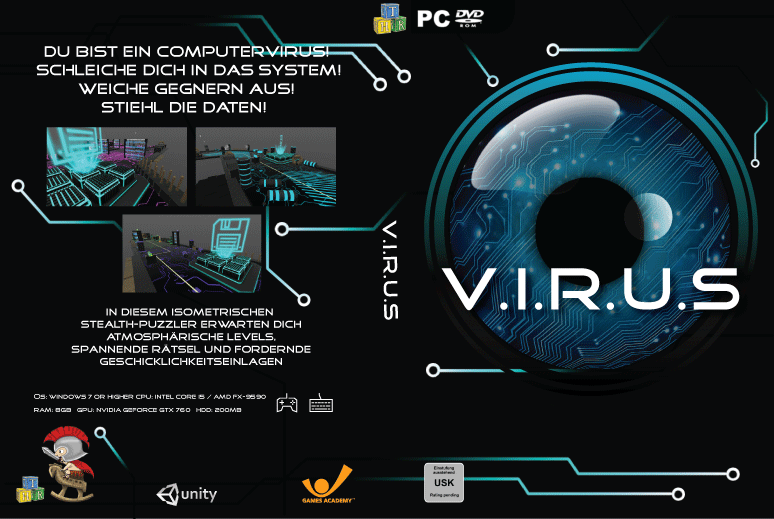 DU BIST EIN COMPUTERVIRUS!
SCHLEICHE DICH IN DAS SYSTEM!
WEICHE GEGNERN AUS!
STIEHL DIE DATEN!
IN DIESEM ISOMETRISCHEN
STEALTH-PUZZLER ERWARTEN DICH
ATMOSPHÄRISCHE LEVELS,
SPANNENDE RÄTSEL UND FORDERNDE
GESCHICKLICHKEITSEINLAGEN
OS: WINDOWS 7 OR HIGHER CPU: INTEL CORE I5 / AMD FX-9590
RAM: 8GB GPU: NVIDIA GEFORCE GTX 760 HDD: 200MB
unity
GAMES ACADEMY™
V.I.R.U.S
PC DVD
ROM
V.I.R.U.S
Einstufung
ausstehend
USK
Rating pending